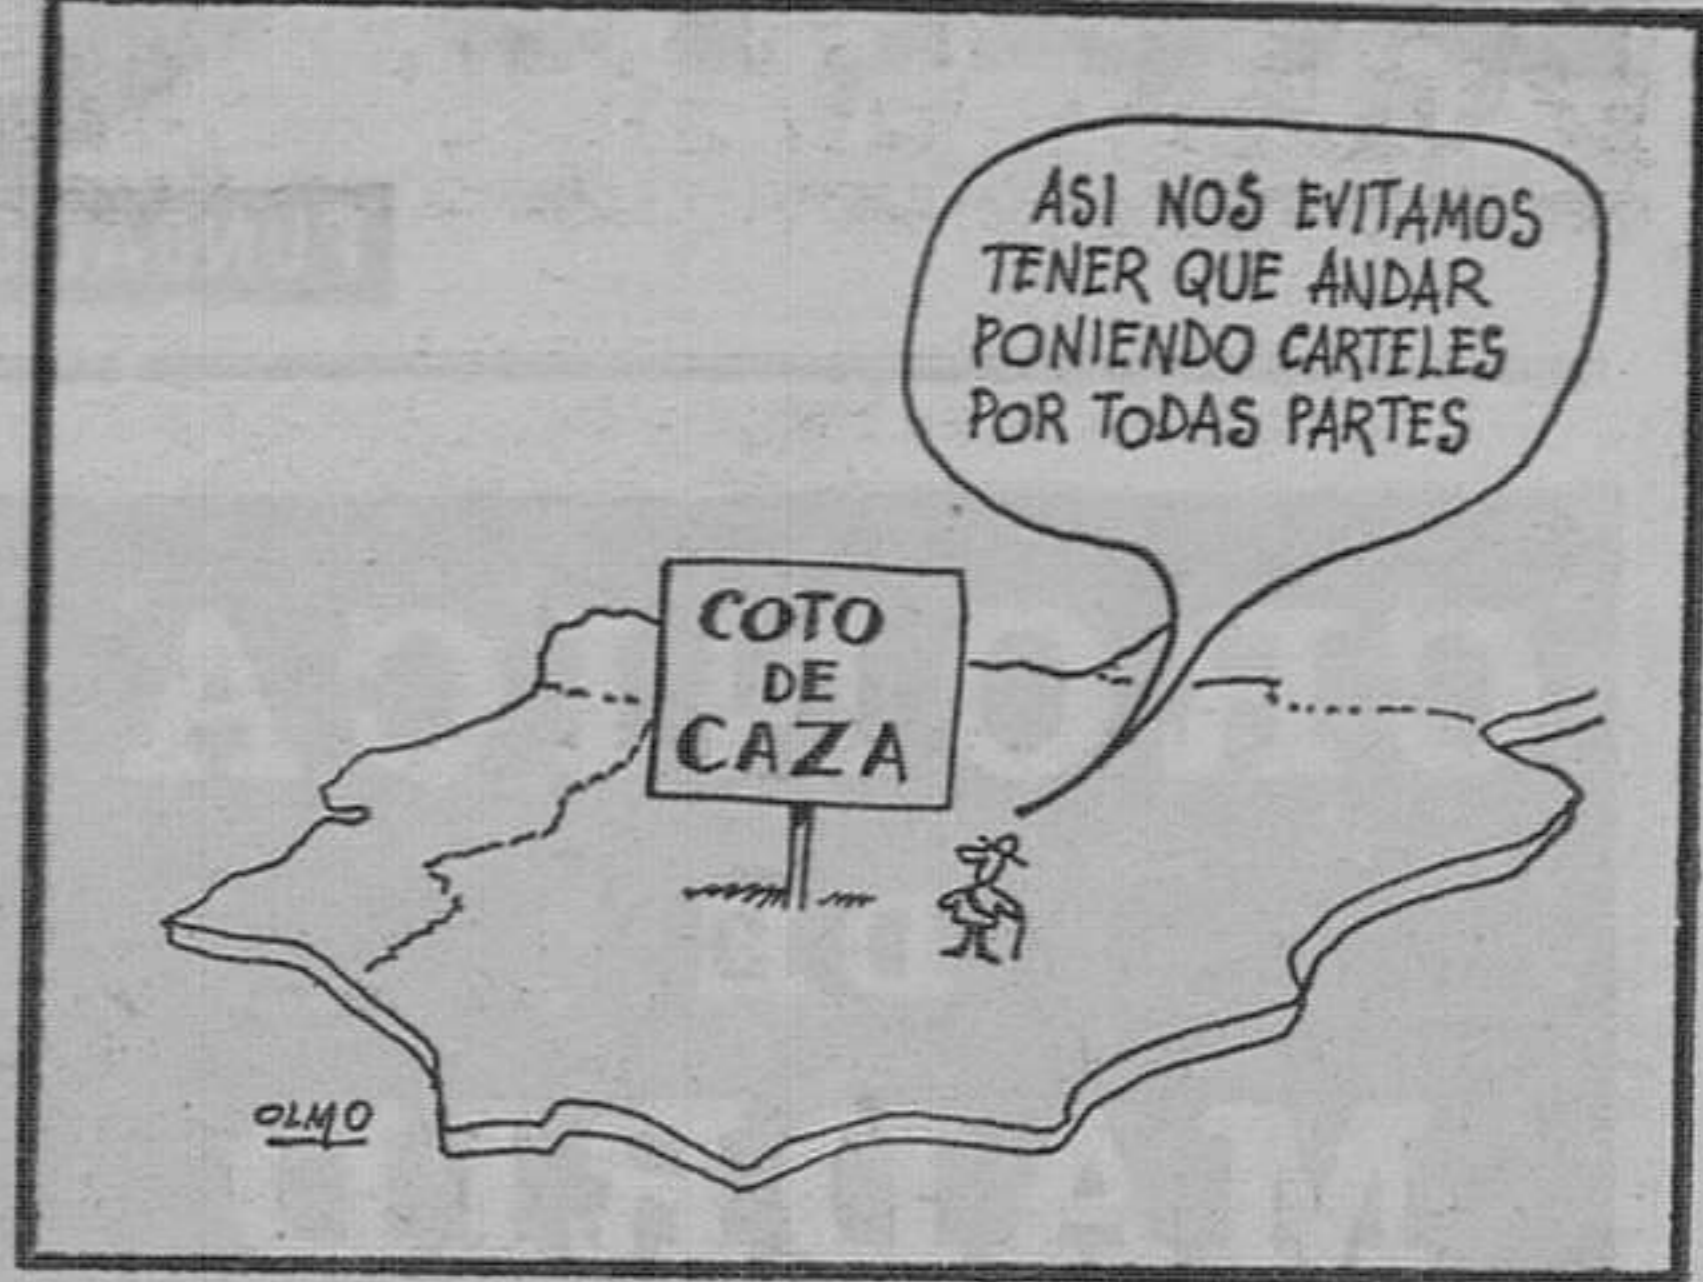 ASI NOS EVITAMOS
TENER QUE ANDAR
PONIENDO CARTELES
POR TODAS PARTES
COTO
DE
CAZA
OLMO